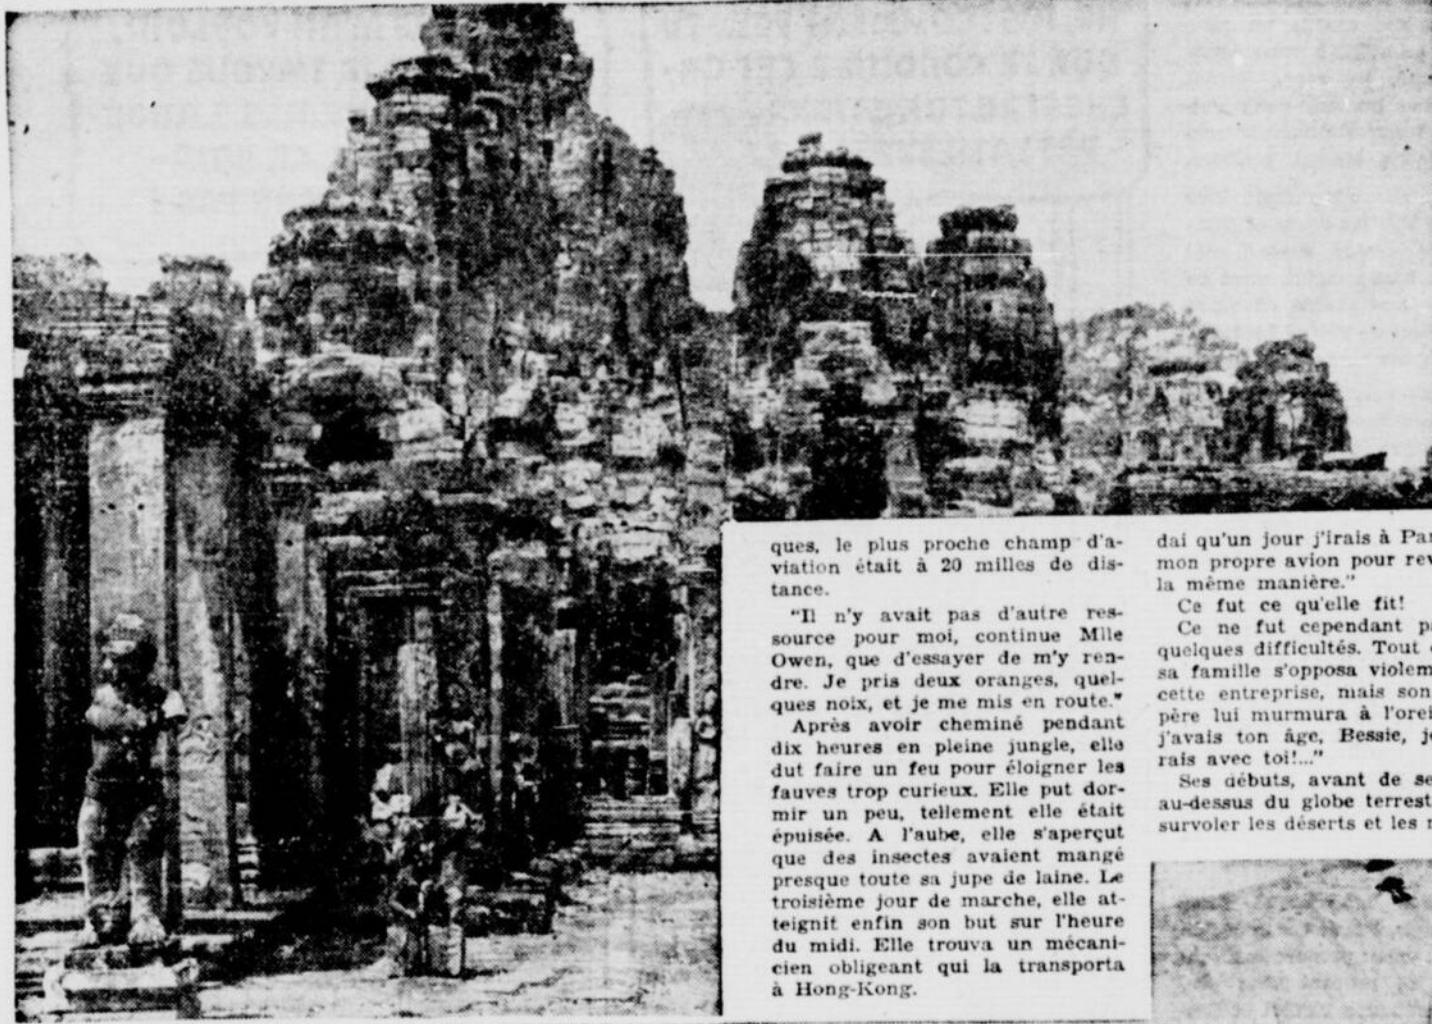 ques, le plus proche champ d'a-
viation était à 20 milles de dis-
tance.
"Il n'y avait pas d'autre res-
source pour moi, continue Mlle
Owen, que d'essayer de m'y ren-
dre. Je pris deux oranges, quel-
ques noix, et je me mis en route."
Après avoir cheminé pendant
dix heures en pleine jungle, elle
dut faire un feu pour éloigner les
fauves trop curieux. Elle put dor-
mir un peu, tellement elle était
épuisée. A l'aube, elle s'aperçut
que des insectes avaient mangé
presque toute sa jupe de laine. Le
troisième jour de marche, elle at-
teignit enfin son but sur l'heure
du midi. Elle trouva un mécani-
cien obligeant qui la transporta
à Hong-Kong.
dai qu'un jour j'irais à Par
mon propre avion pour rev
la même manière."
Ce fut ce qu'elle fit!
Ce ne fut cependant pa
quelques difficultés. Tout
sa famille s'opposa violem
cette entreprise, mais son
père lui murmura à l'orei
j'avais ton âge, Bessie, je
rais avec toi!..."
Ses débuts, avant de se
au-dessus du globe terrest
survoler les déserts et les